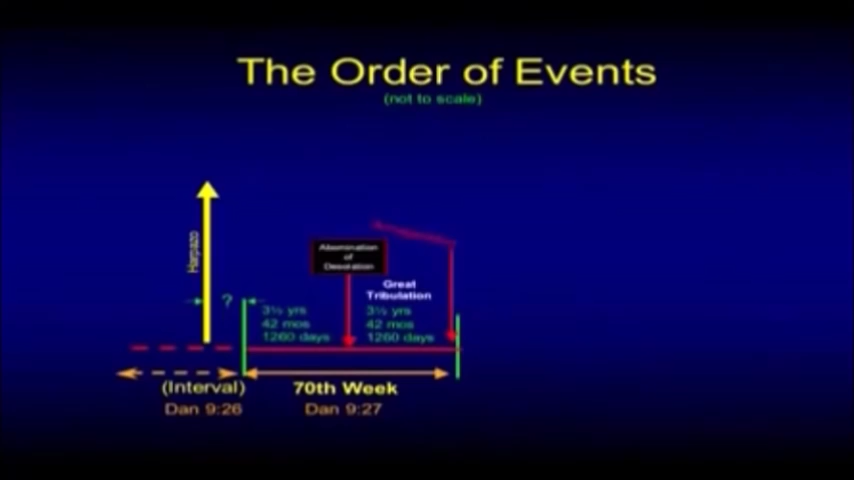 The Order of Events
(not to scale)
Harpazo
?
Abomination
of
Desolation
Great
Tribulation
3½ yrs
42 mos
1260 days
3½ yrs
42 mos
1260 days
(Interval)
70th Week
Dan 9:26
Dan 9:27